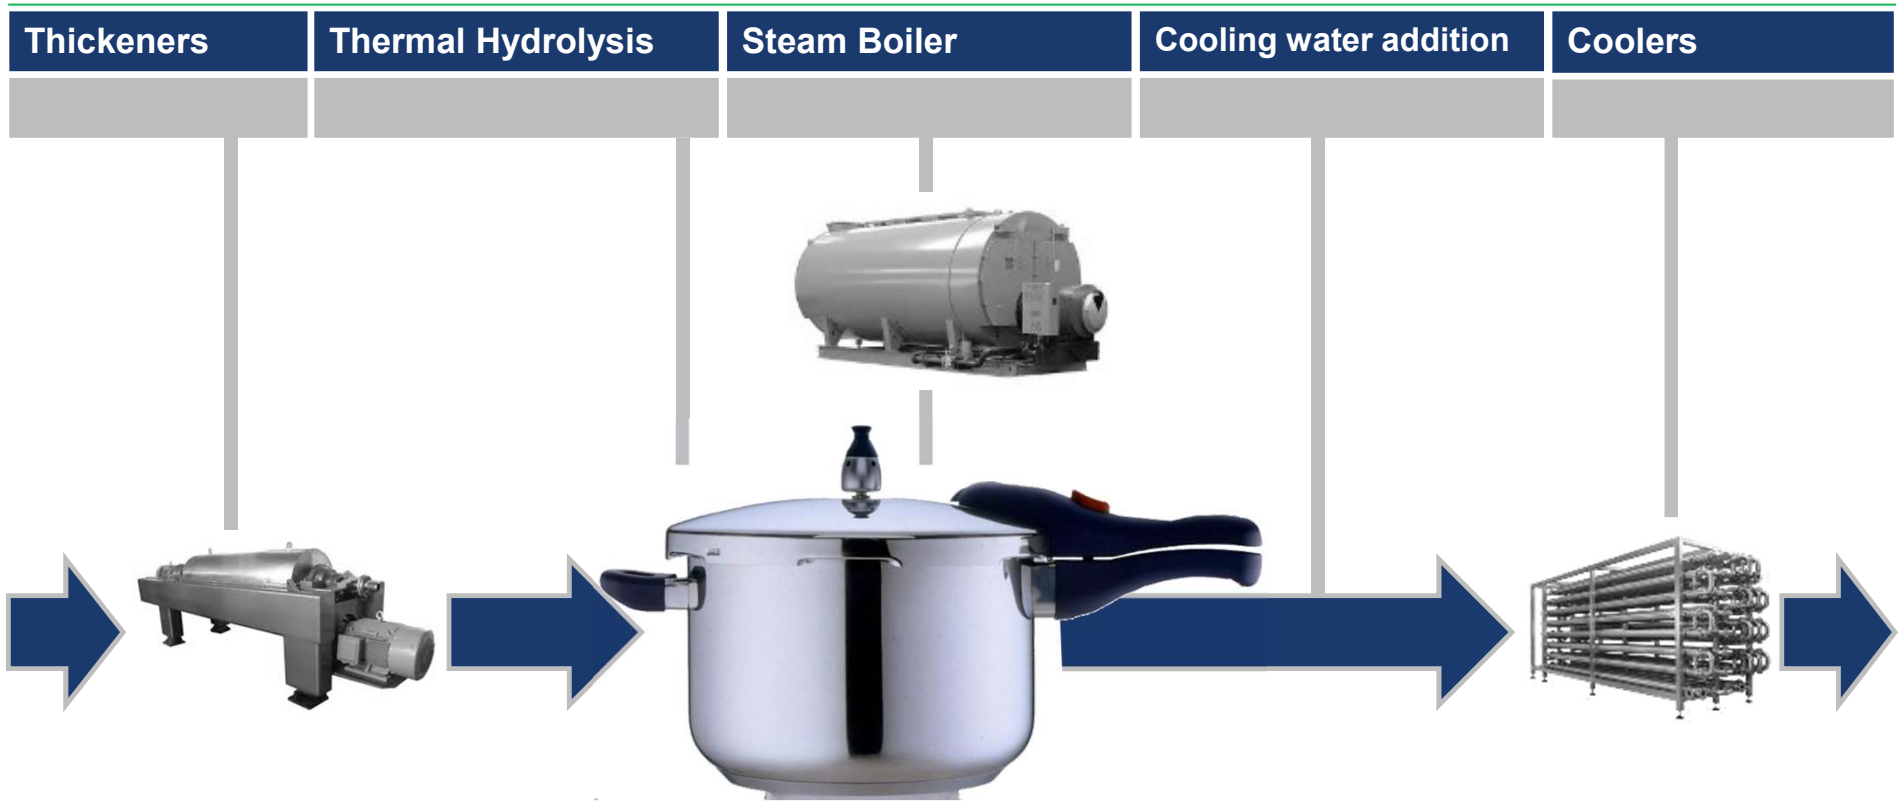 Thickeners
Thermal Hydrolysis
Steam Boiler
Cooling water addition
Coolers